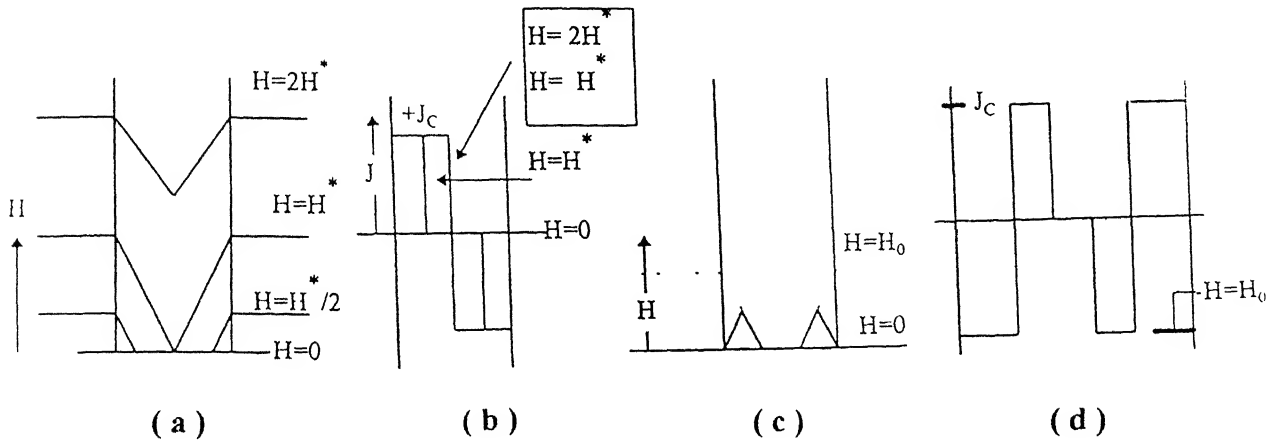 H=2H*
H
H=H*
H=H*/2
H=0
(a)
H= 2H*
H= H*
+J_C
J
H=H*
H=0
(b)
H
H=H₀
H=0
(c)
J_C
H=H₀
(d)